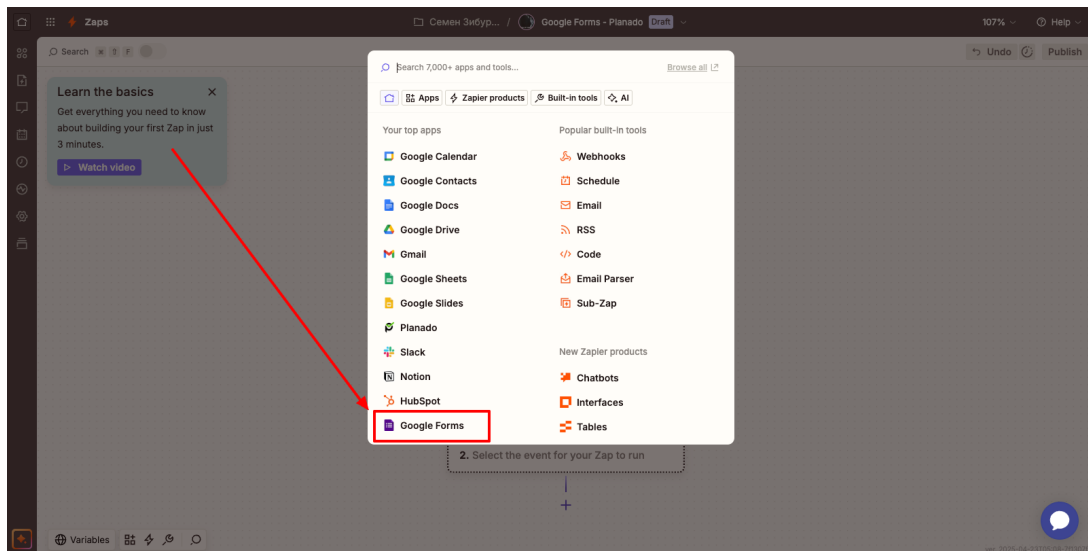 Zaps
Семен Зибур... / Google Forms - Planado Draft
107%
Help
Search ⌘ ⇧ F
Undo
Publish
Learn the basics
Get everything you need to know
about building your first Zap in just
3 minutes.
Watch video
Search 7,000+ apps and tools...
Browse all
Apps
Zapier products
Built-in tools
AI
Your top apps
Google Calendar
Google Contacts
Google Docs
Google Drive
Gmail
Google Sheets
Google Slides
Planado
Slack
Notion
HubSpot
Google Forms
Popular built-in tools
Webhooks
Schedule
Email
RSS
Code
Email Parser
Sub-Zap
New Zapier products
Chatbots
Interfaces
Tables
2. Select the event for your Zap to run
Variables